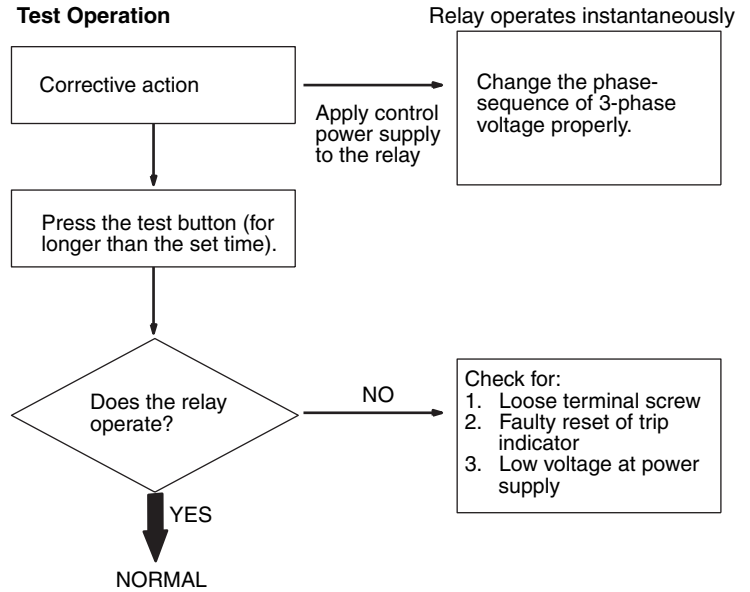 Test Operation
Relay operates instantaneously
Corrective action
Apply control
power supply
to the relay
Change the phase-
sequence of 3-phase
voltage properly.
Press the test button (for
longer than the set time).
Does the relay
operate?
NO
Check for:
1. Loose terminal screw
2. Faulty reset of trip
indicator
3. Low voltage at power
supply
YES
NORMAL